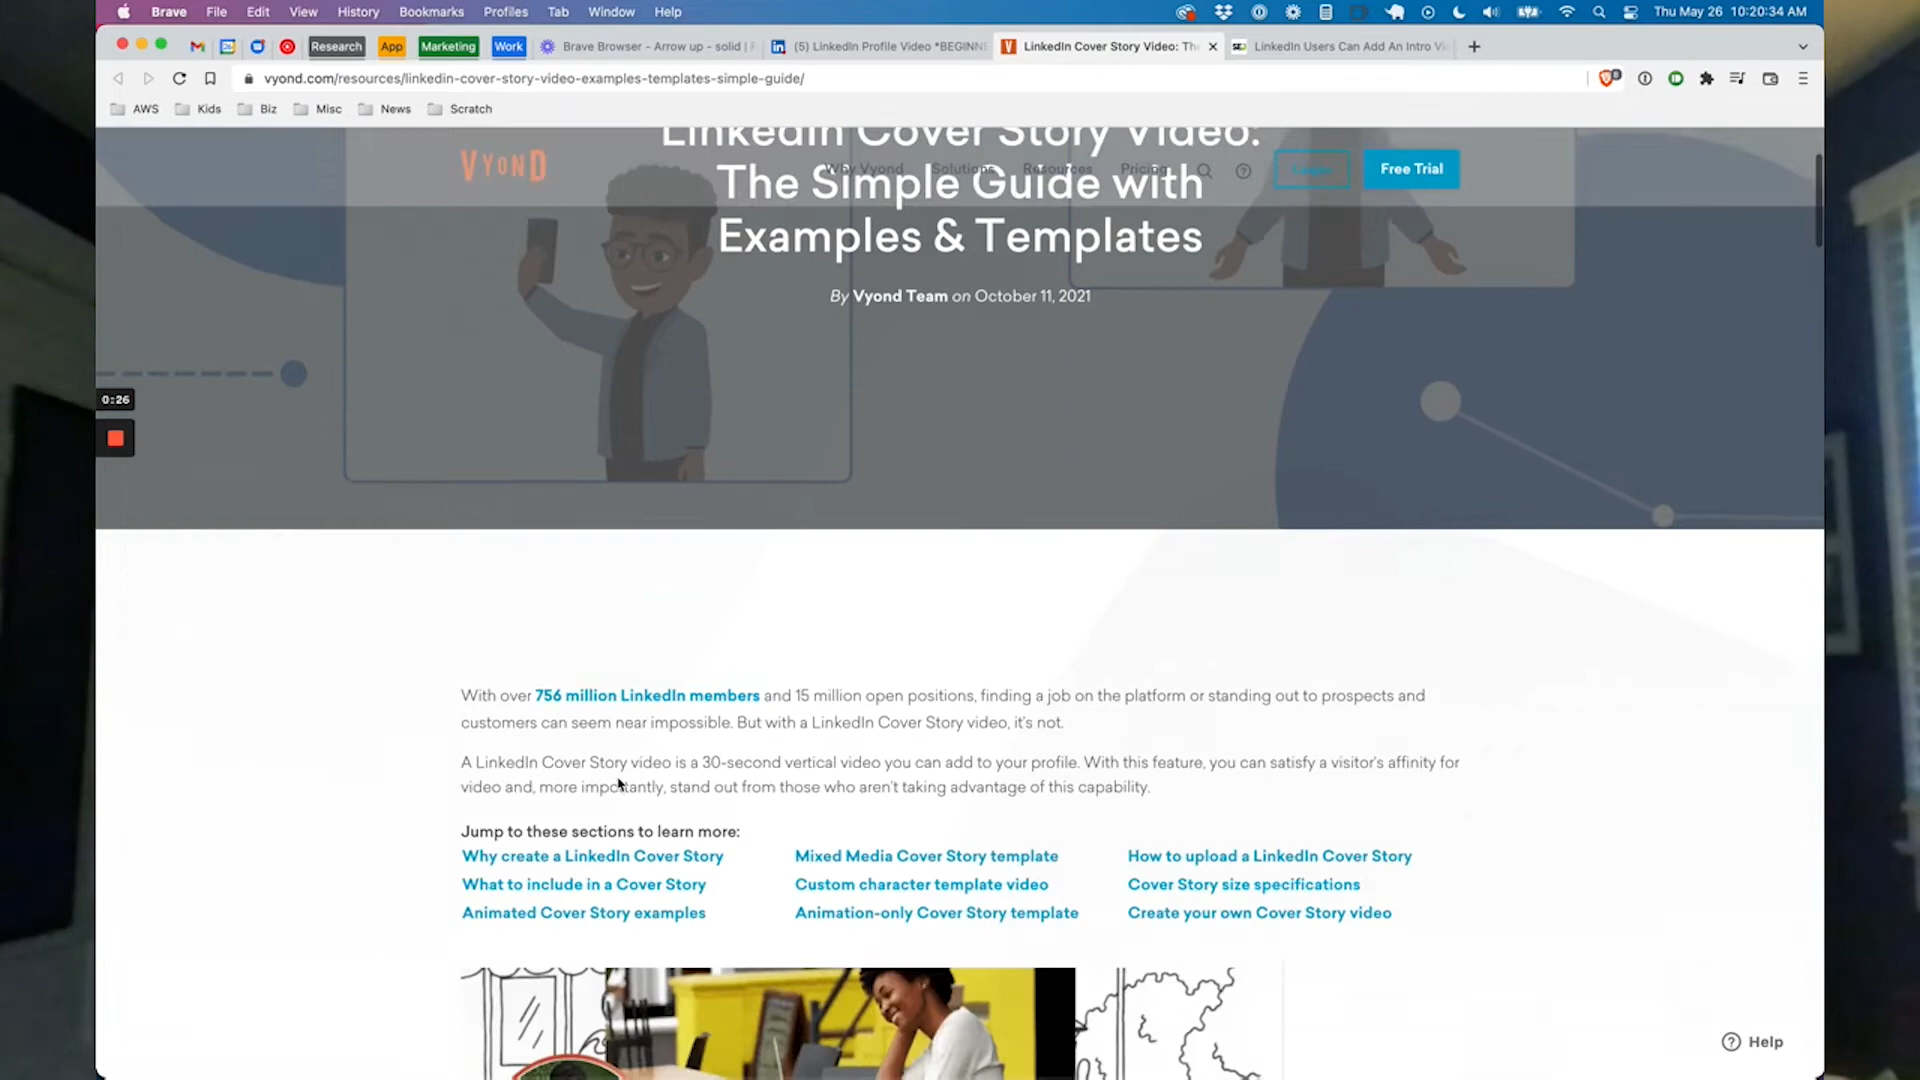 Brave File Edit View History Bookmarks Profiles Tab Window Help Thu May 26 10:20:34 AM
Research App Marketing Work Brave Browser - Arrow up - solid | F (5) LinkedIn Profile Video *BEGINN LinkedIn Cover Story Video: Th LinkedIn Users Can Add An Intro Vi
vyond.com/resources/linkedin-cover-story-video-examples-templates-simple-guide/
AWS Kids Biz Misc News Scratch
LinkedIn Cover Story Video:
VYOND Why Vyond Solutions Resources Pricing Free Trial
The Simple Guide with
Examples & Templates
By Vyond Team on October 11, 2021
0:26
With over 756 million LinkedIn members and 15 million open positions, finding a job on the platform or standing out to prospects and
customers can seem near impossible. But with a LinkedIn Cover Story video, it's not.
A LinkedIn Cover Story video is a 30-second vertical video you can add to your profile. With this feature, you can satisfy a visitor's affinity for
video and, more importantly, stand out from those who aren't taking advantage of this capability.
Jump to these sections to learn more:
Why create a LinkedIn Cover Story Mixed Media Cover Story template How to upload a LinkedIn Cover Story
What to include in a Cover Story Custom character template video Cover Story size specifications
Animated Cover Story examples Animation-only Cover Story template Create your own Cover Story video
Help